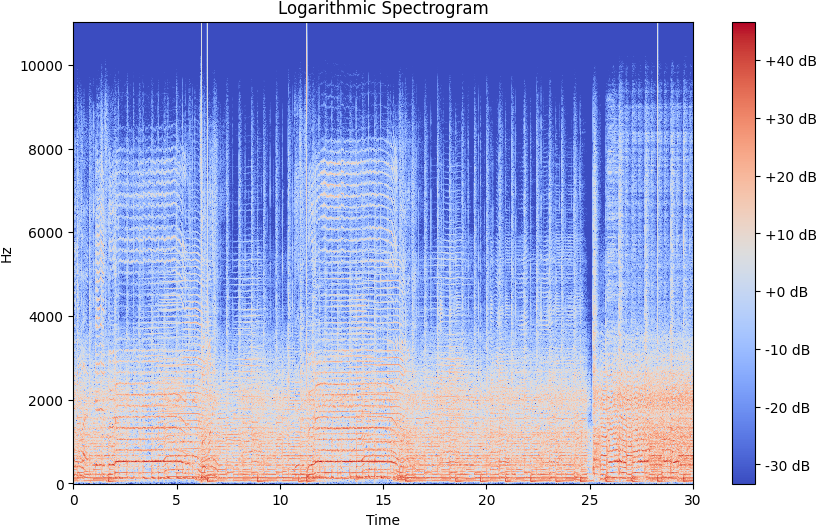 Logarithmic Spectrogram
10000
8000
6000
4000
2000
0
Hz
0 5 10 15 20 25 30
Time
+40 dB
+30 dB
+20 dB
+10 dB
+0 dB
-10 dB
-20 dB
-30 dB